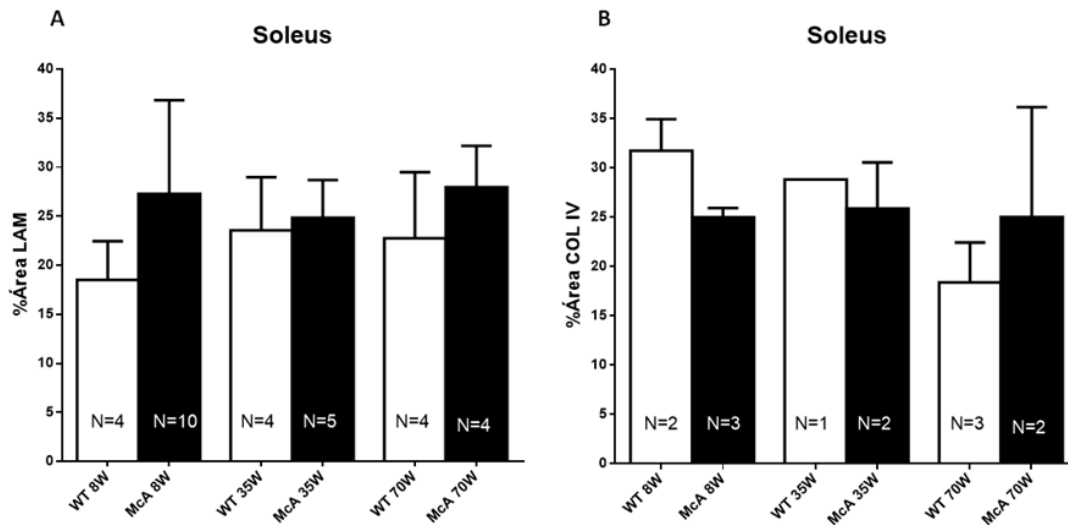 A
Soleus
%Área LAM
40
35
30
25
20
15
10
5
0
N=4
N=10
N=4
N=5
N=4
N=4
WT 8W
McA 8W
WT 35W
McA 35W
WT 70W
McA 70W
B
Soleus
%Área COL IV
40
35
30
25
20
15
10
5
0
N=2
N=3
N=1
N=2
N=3
N=2
WT 8W
McA 8W
WT 35W
McA 35W
WT 70W
McA 70W